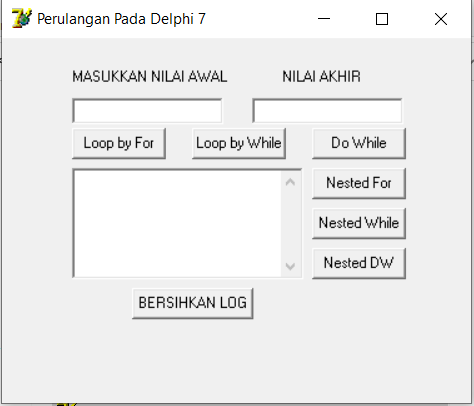 Perulangan Pada Delphi 7
MASUKKAN NILAI AWAL NILAI AKHIR
Loop by For Loop by While Do While
Nested For
Nested While
Nested DW
BERSIHKAN LOG